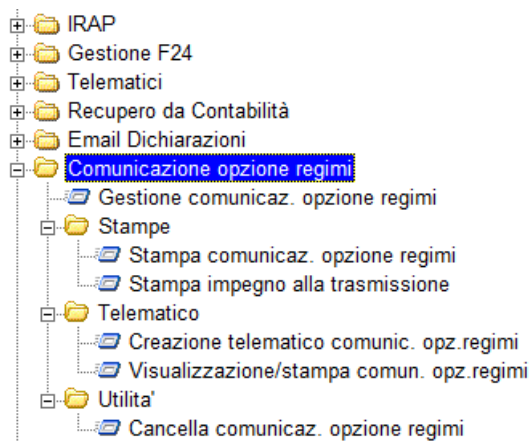 IRAP
Gestione F24
Telematici
Recupero da Contabilità
Email Dichiarazioni
Comunicazione opzione regimi
Gestione comunicaz. opzione regimi
Stampe
Stampa comunicaz. opzione regimi
Stampa impegno alla trasmissione
Telematico
Creazione telematico comunic. opz.regimi
Visualizzazione/stampa comun. opz.regimi
Utilita'
Cancella comunicaz. opzione regimi